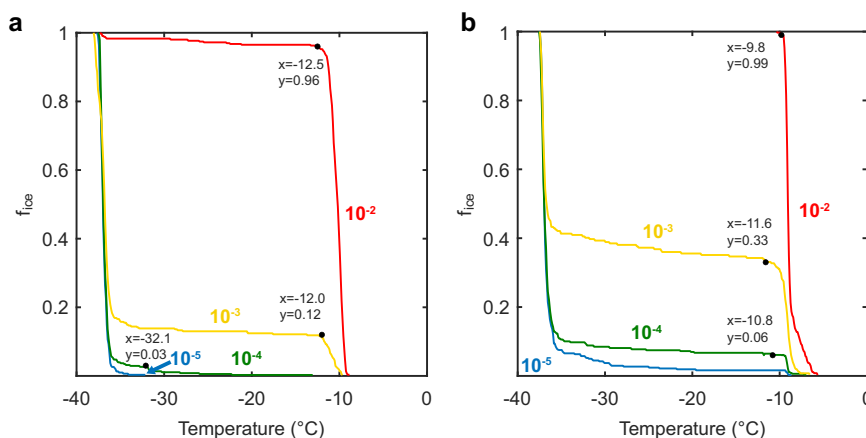 a
f_ice
1
0.8
0.6
0.4
0.2
x=-12.5
y=0.96
10^-2
10^-3
x=-12.0
y=0.12
x=-32.1
y=0.03
10^-5
10^-4
-40
-30
-20
-10
0
Temperature (°C)
b
f_ice
1
0.8
0.6
0.4
0.2
x=-9.8
y=0.99
10^-2
10^-3
x=-11.6
y=0.33
10^-4
x=-10.8
y=0.06
10^-5
-40
-30
-20
-10
0
Temperature (°C)